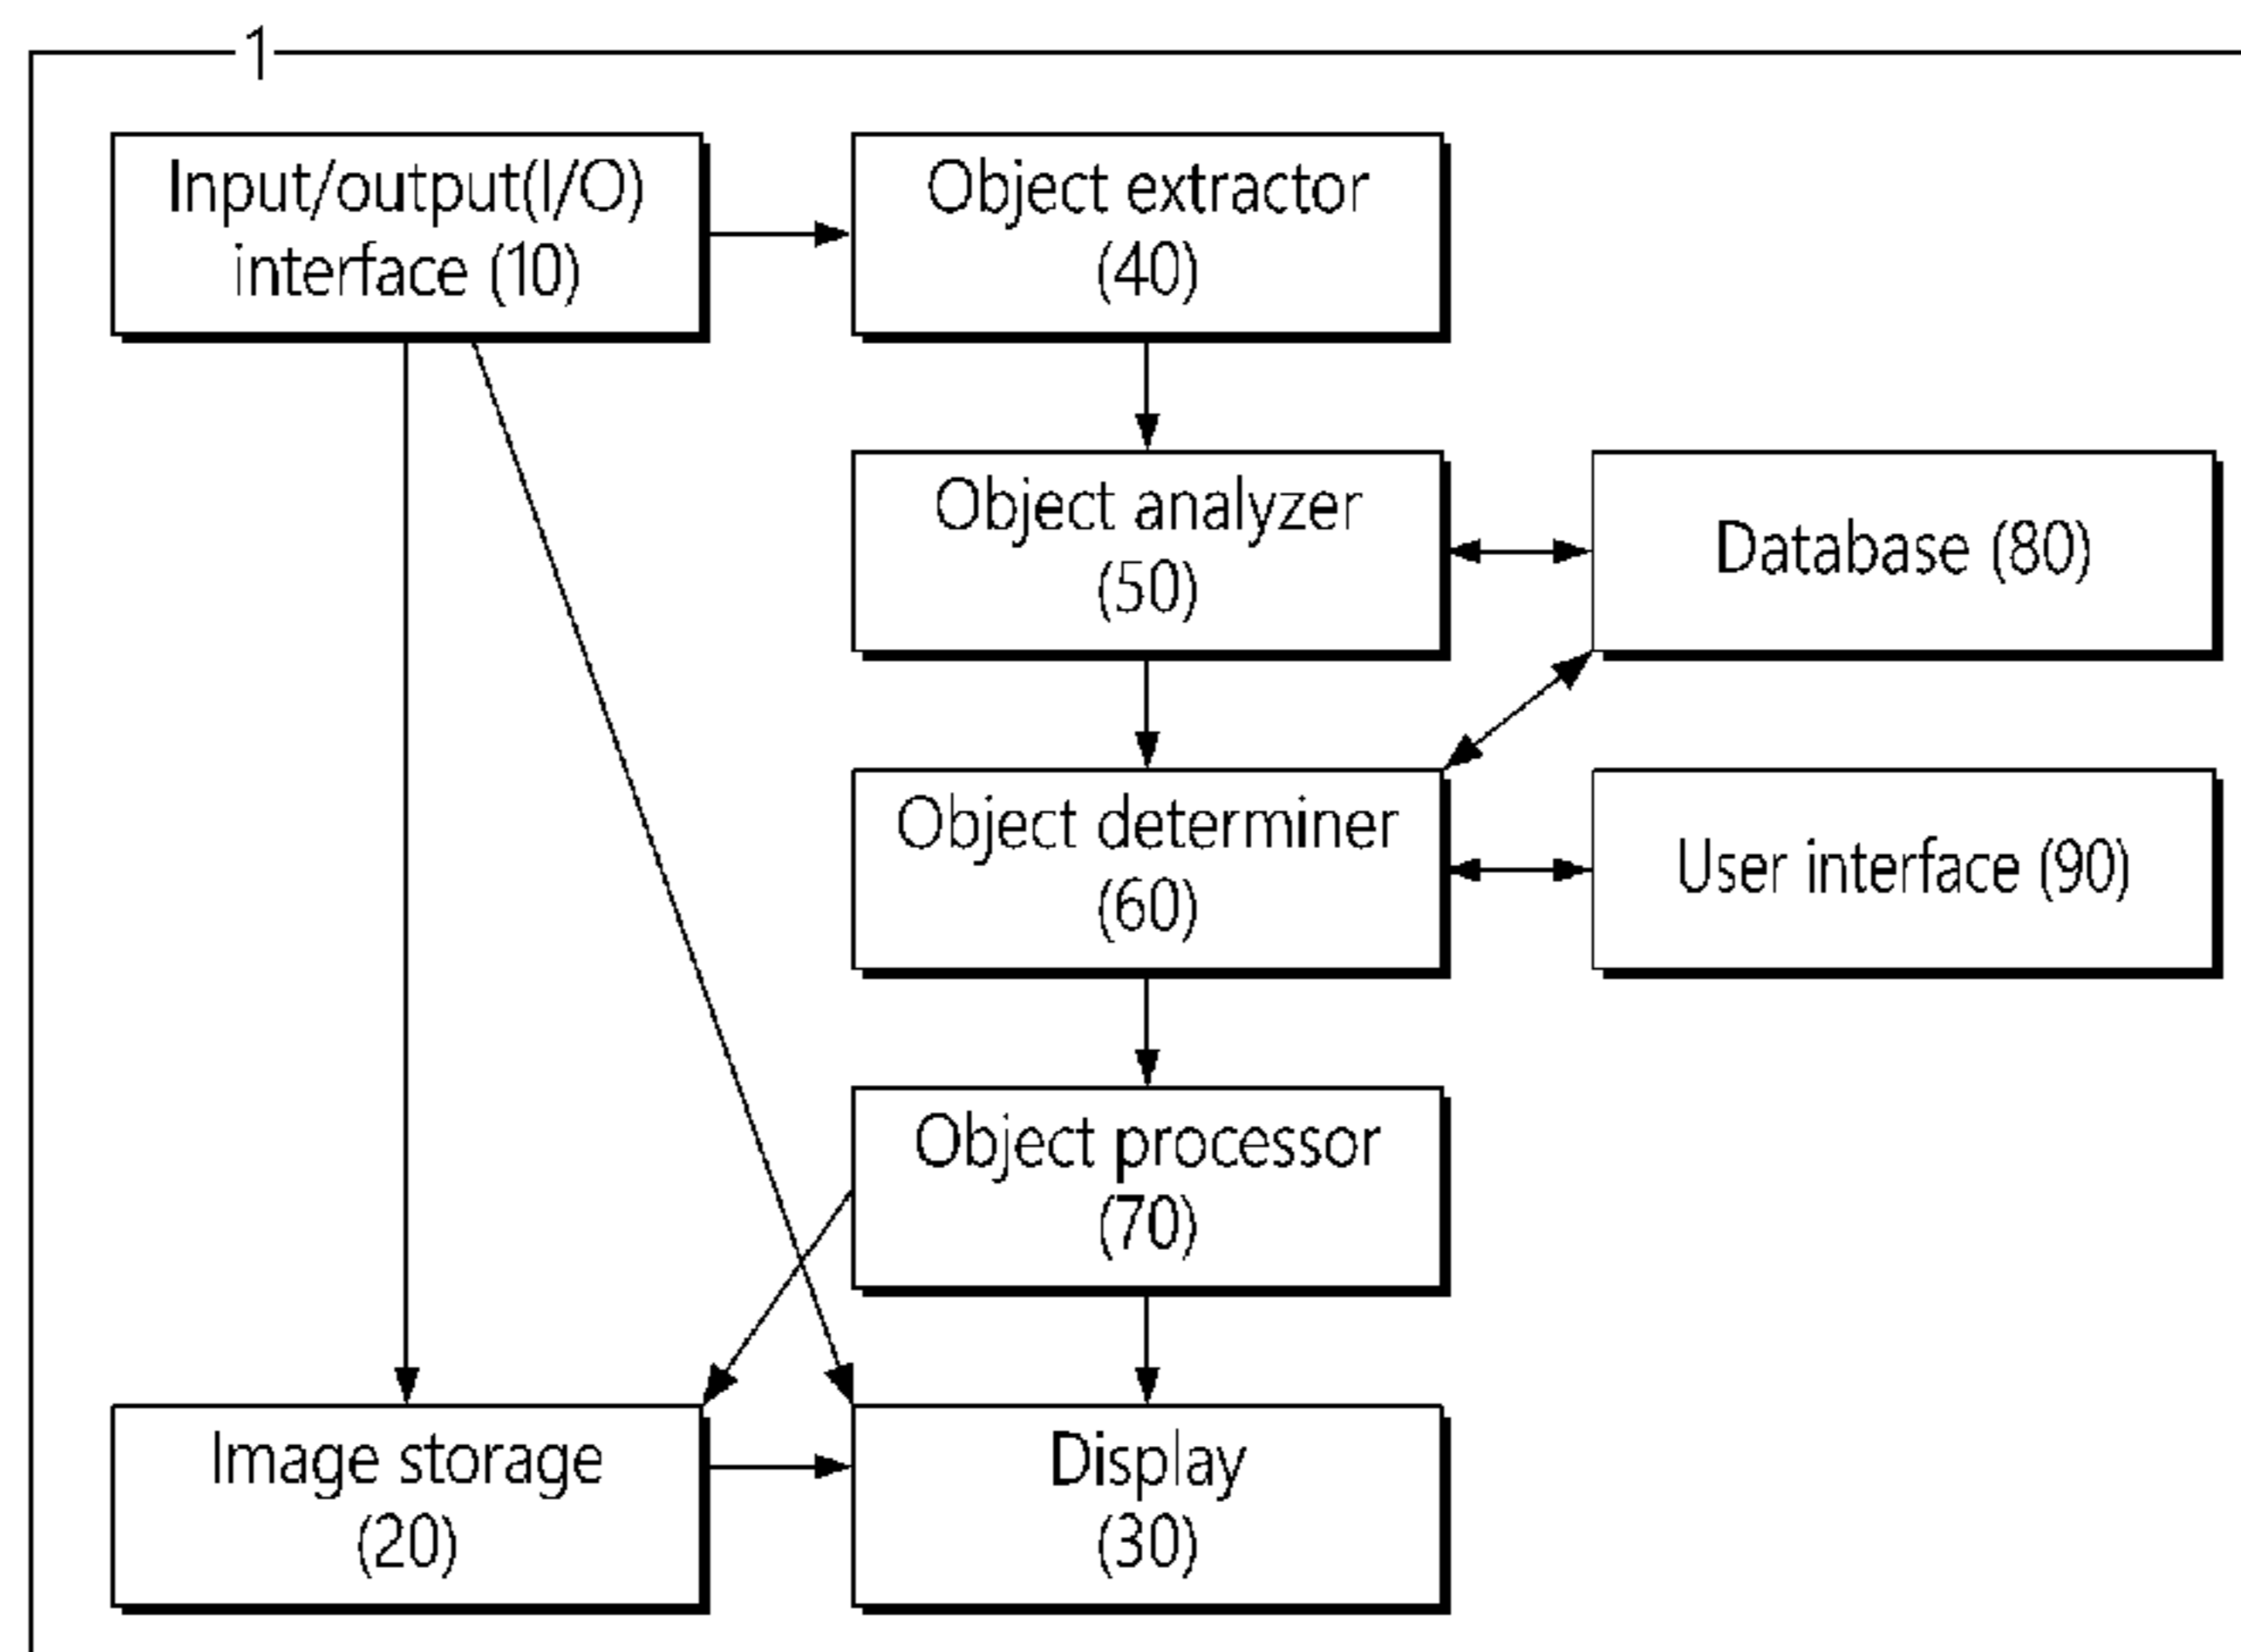 1
Input/output(I/O)
interface (10)
Object extractor
(40)
Object analyzer
(50)
Database (80)
Object determiner
(60)
User interface (90)
Object processor
(70)
Image storage
(20)
Display
(30)